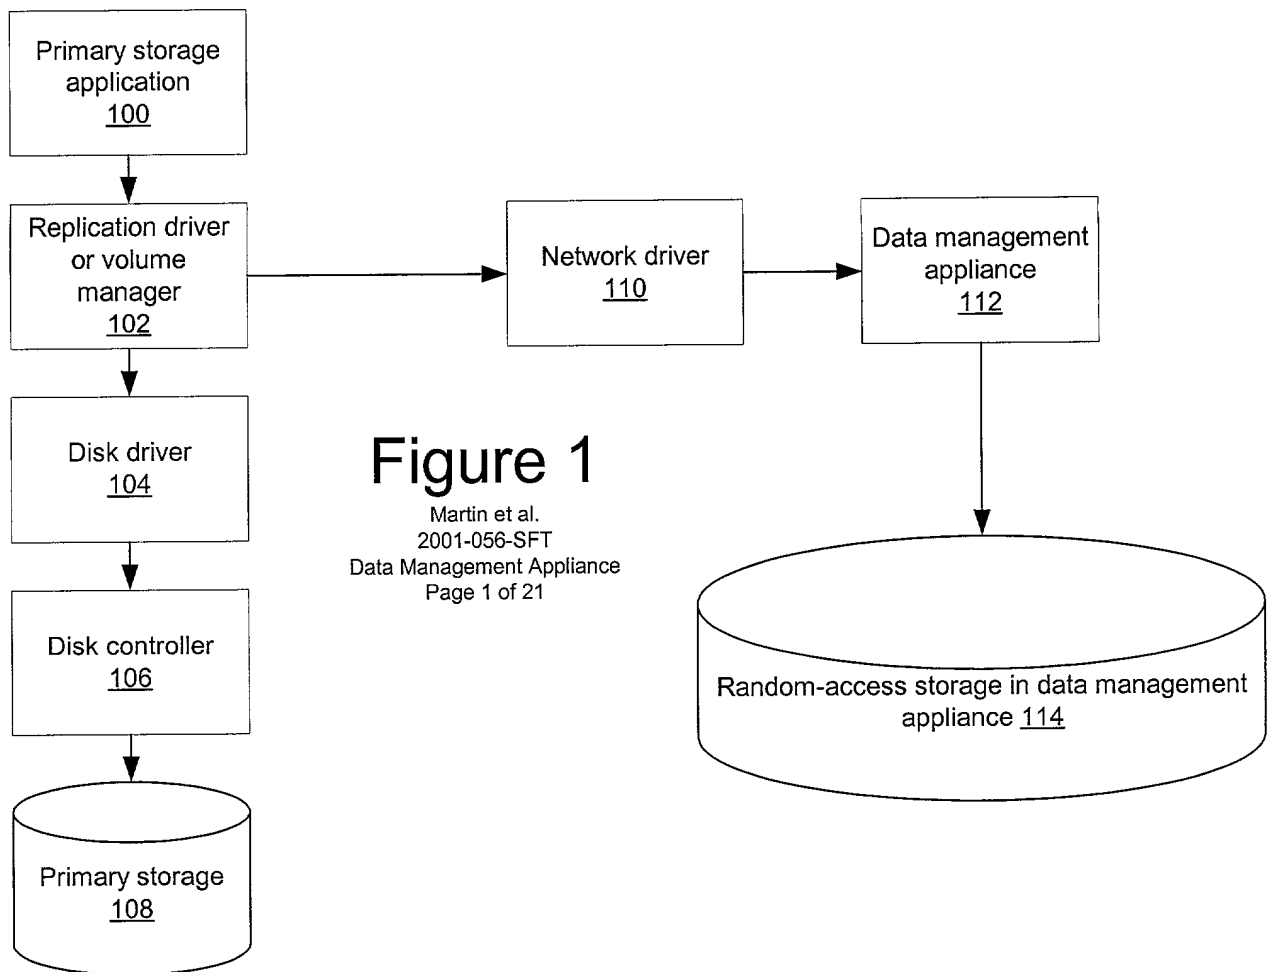 Primary storage
application
100
Replication driver
or volume
manager
102
Network driver
110
Data management
appliance
112
Disk driver
104
Figure 1
Martin et al.
2001-056-SFT
Data Management Appliance
Page 1 of 21
Disk controller
106
Random-access storage in data management
appliance 114
Primary storage
108